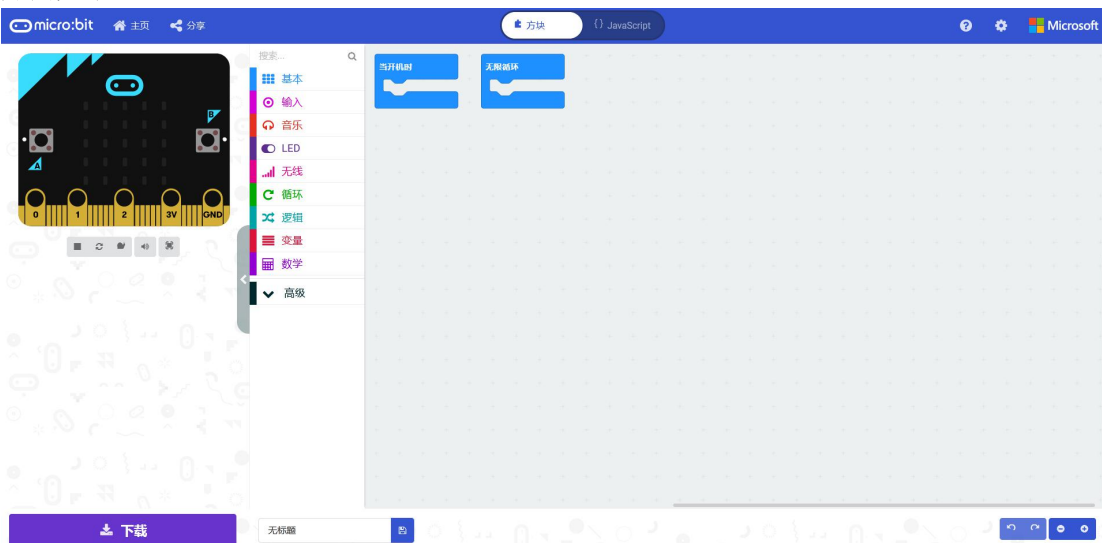 micro:bit 主页 分享 方块 {} JavaScript Microsoft
搜索...
基本
输入
音乐
LED
无线
循环
逻辑
变量
数学
高级
当开机时 无限循环
B
A
0 1 2 3V GND
下载
无标题